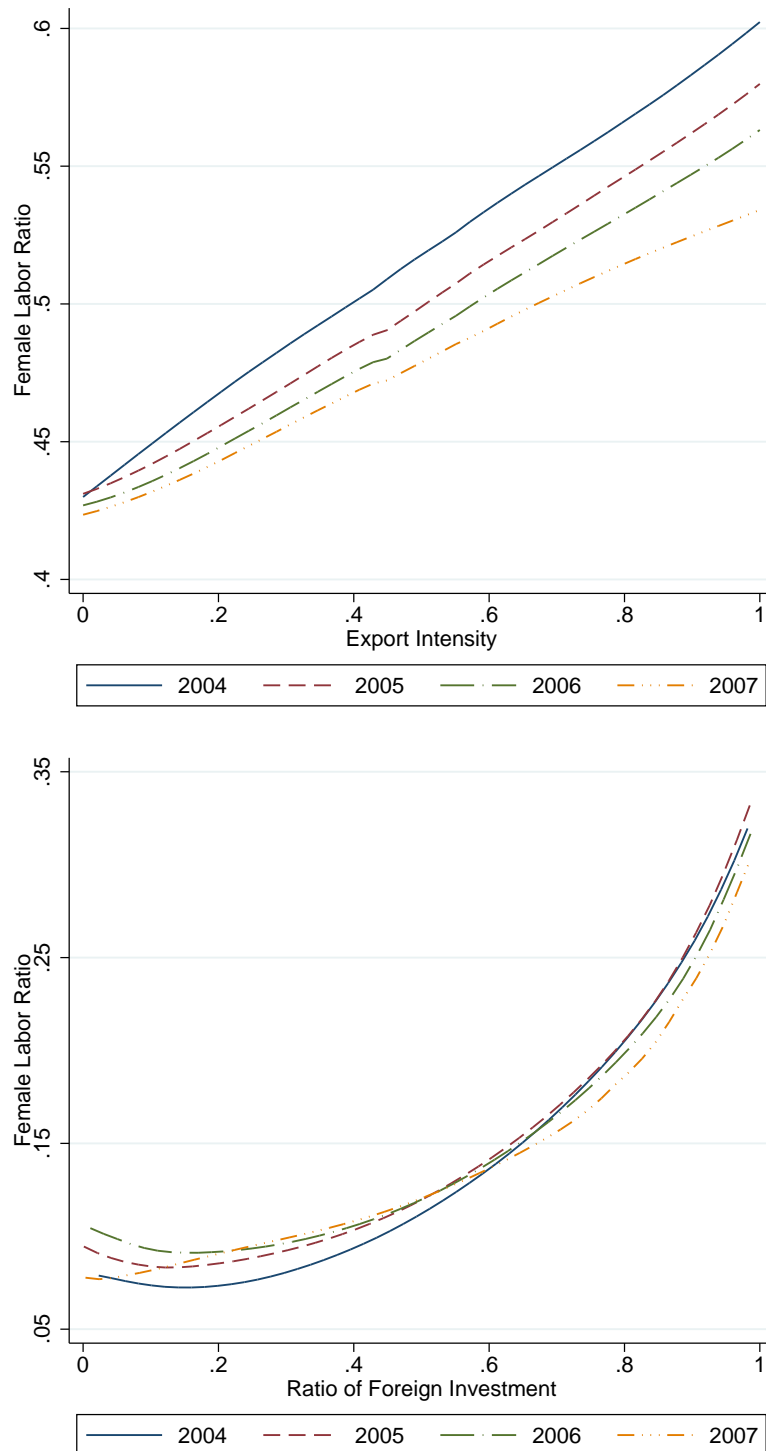 .6
.55
.5
.45
.4
Female Labor Ratio
0 .2 .4 .6 .8 1
Export Intensity
2004 2005 2006 2007
.35
.25
.15
.05
Female Labor Ratio
0 .2 .4 .6 .8 1
Ratio of Foreign Investment
2004 2005 2006 2007